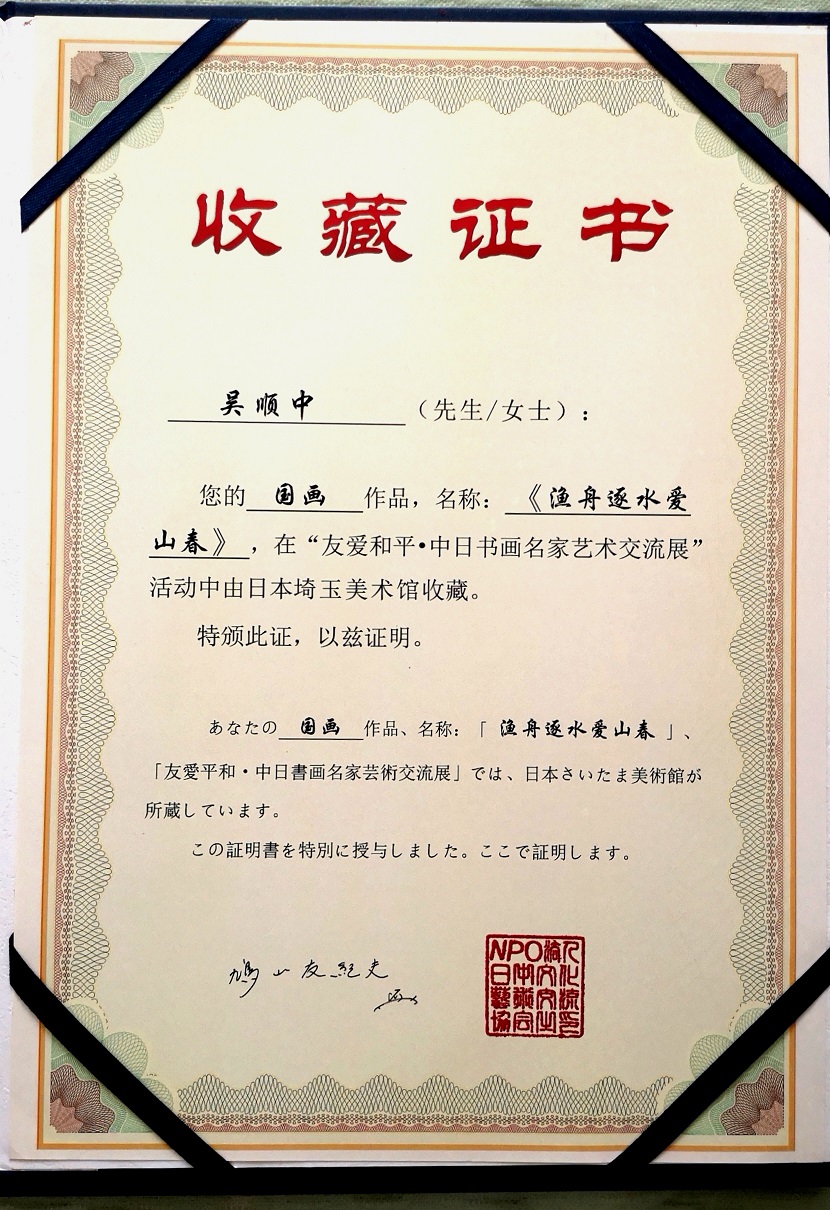 收藏证书
吴顺中 （先生/女士）：
您的 国画 作品，名称： 《渔舟逐水爱
山春》 ，在“友爱和平•中日书画名家艺术交流展”
活动中由日本埼玉美术馆收藏。
特颁此证，以兹证明。
あなたの 国画 作品、名称：「 渔舟逐水爱山春 」、
「友愛平和・中日書画名家芸術交流展」では、日本さいたま美術館が
所蔵しています。
この証明書を特別に授与しました。ここで証明します。
鳩山友紀夫
NPO